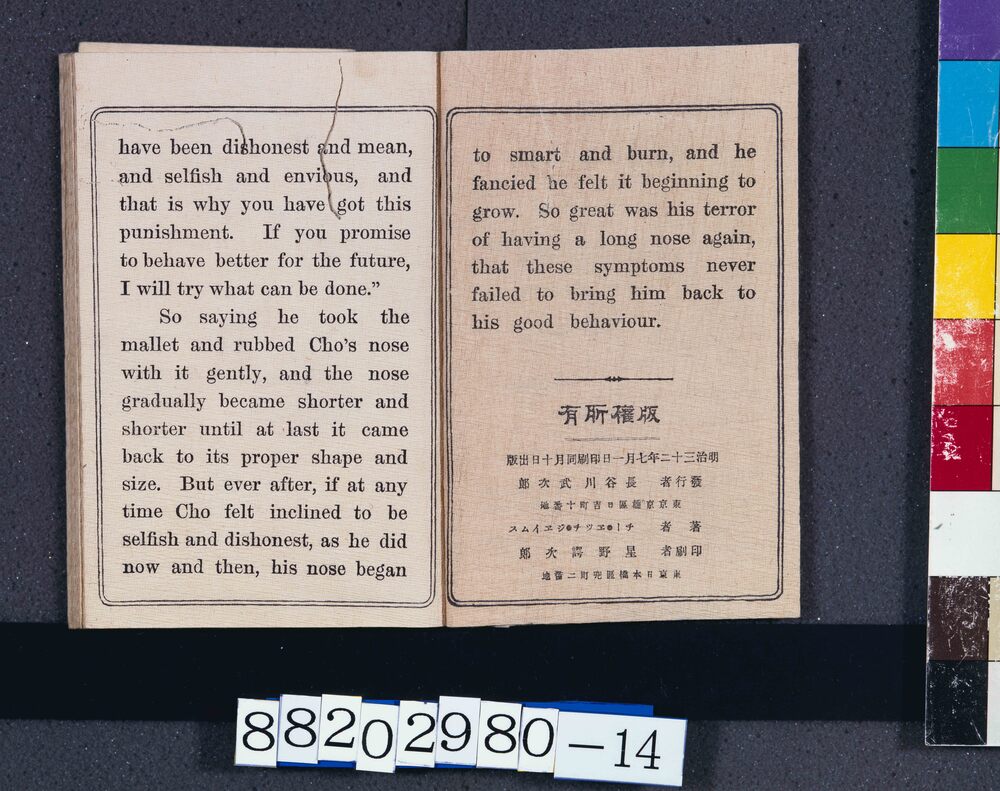 have been dishonest and mean,
and selfish and envious, and
that is why you have got this
punishment. If you promise
to behave better for the future,
I will try what can be done.”
So saying he took the
mallet and rubbed Cho's nose
with it gently, and the nose
gradually became shorter and
shorter until at last it came
back to its proper shape and
size. But ever after, if at any
time Cho felt inclined to be
selfish and dishonest, as he did
now and then, his nose began
to smart and burn, and he
fancied he felt it beginning to
grow. So great was his terror
of having a long nose again,
that these symptoms never
failed to bring him back to
his good behaviour.
版權所有
明治三十二年七月一日印刷同月十日出版
發行者 長谷川武次郎
東京京橋區日吉町十番地
著者 チー●ヱツチ●ジヱイムス
印刷者 星野次郎
東京日本橋區兜町二番地
88202980-14